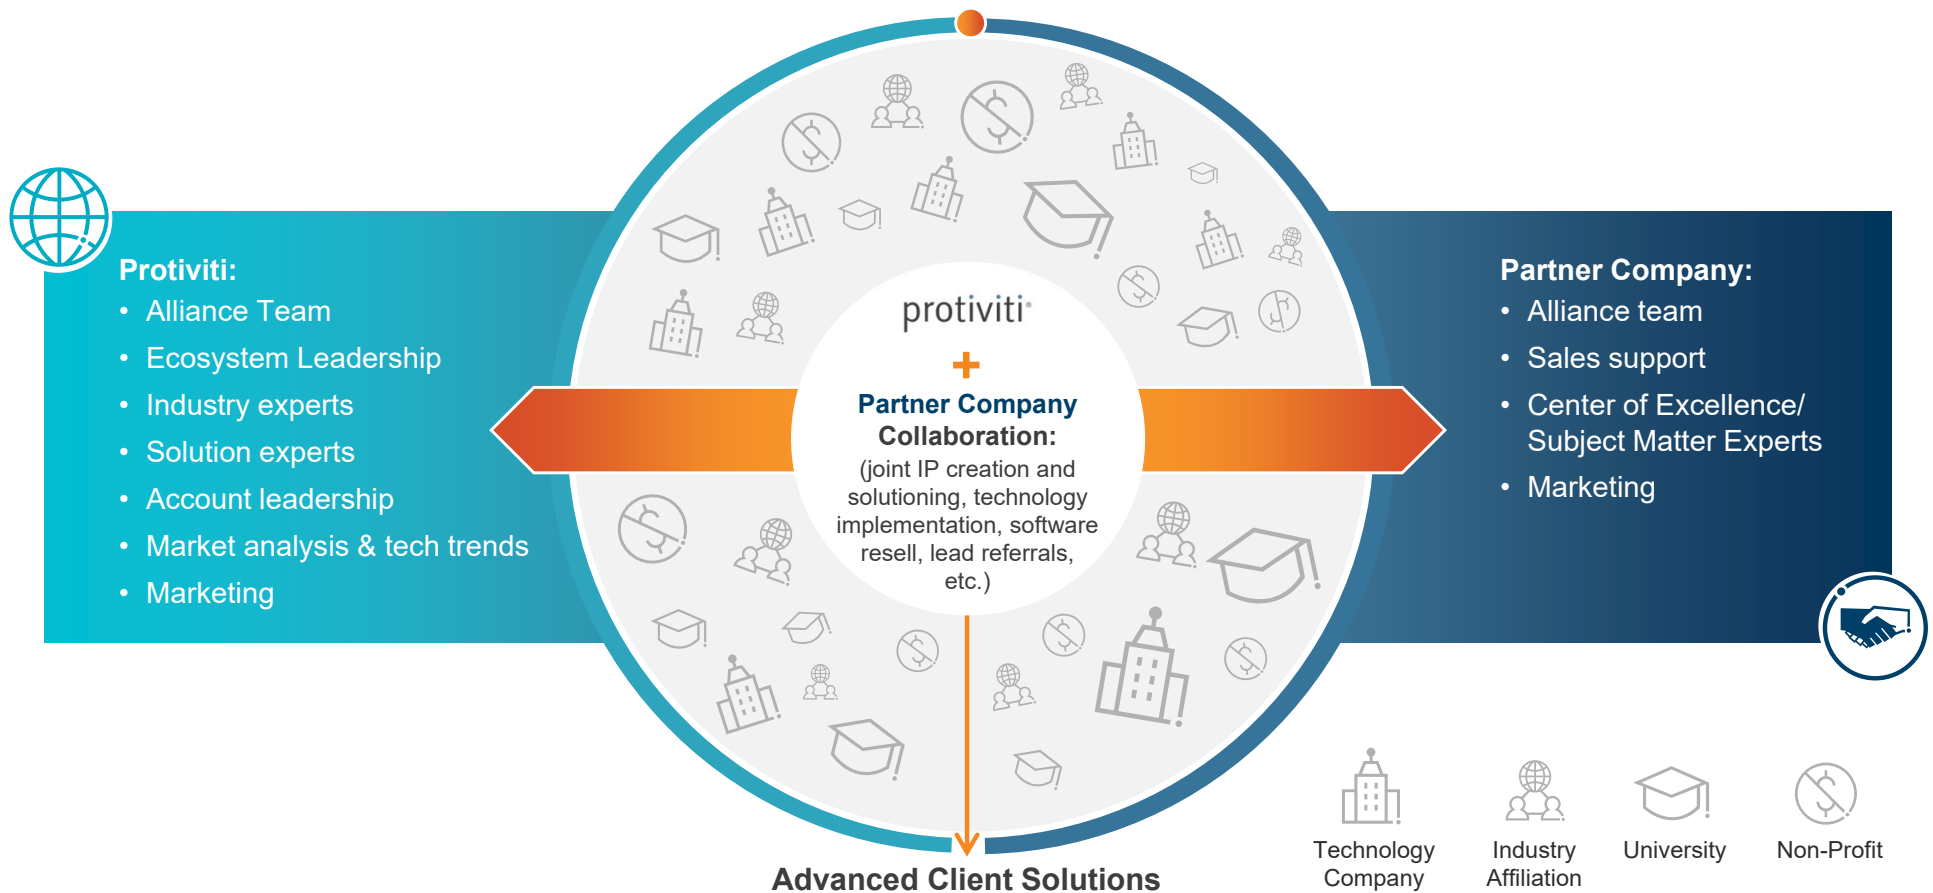 Protiviti:
• Alliance Team
• Ecosystem Leadership
• Industry experts
• Solution experts
• Account leadership
• Market analysis & tech trends
• Marketing
protiviti®
+
Partner Company
Collaboration:
(joint IP creation and
solutioning, technology
implementation, software
resell, lead referrals,
etc.)
Partner Company:
• Alliance team
• Sales support
• Center of Excellence/
Subject Matter Experts
• Marketing
Advanced Client Solutions
Technology
Company
Industry
Affiliation
University
Non-Profit